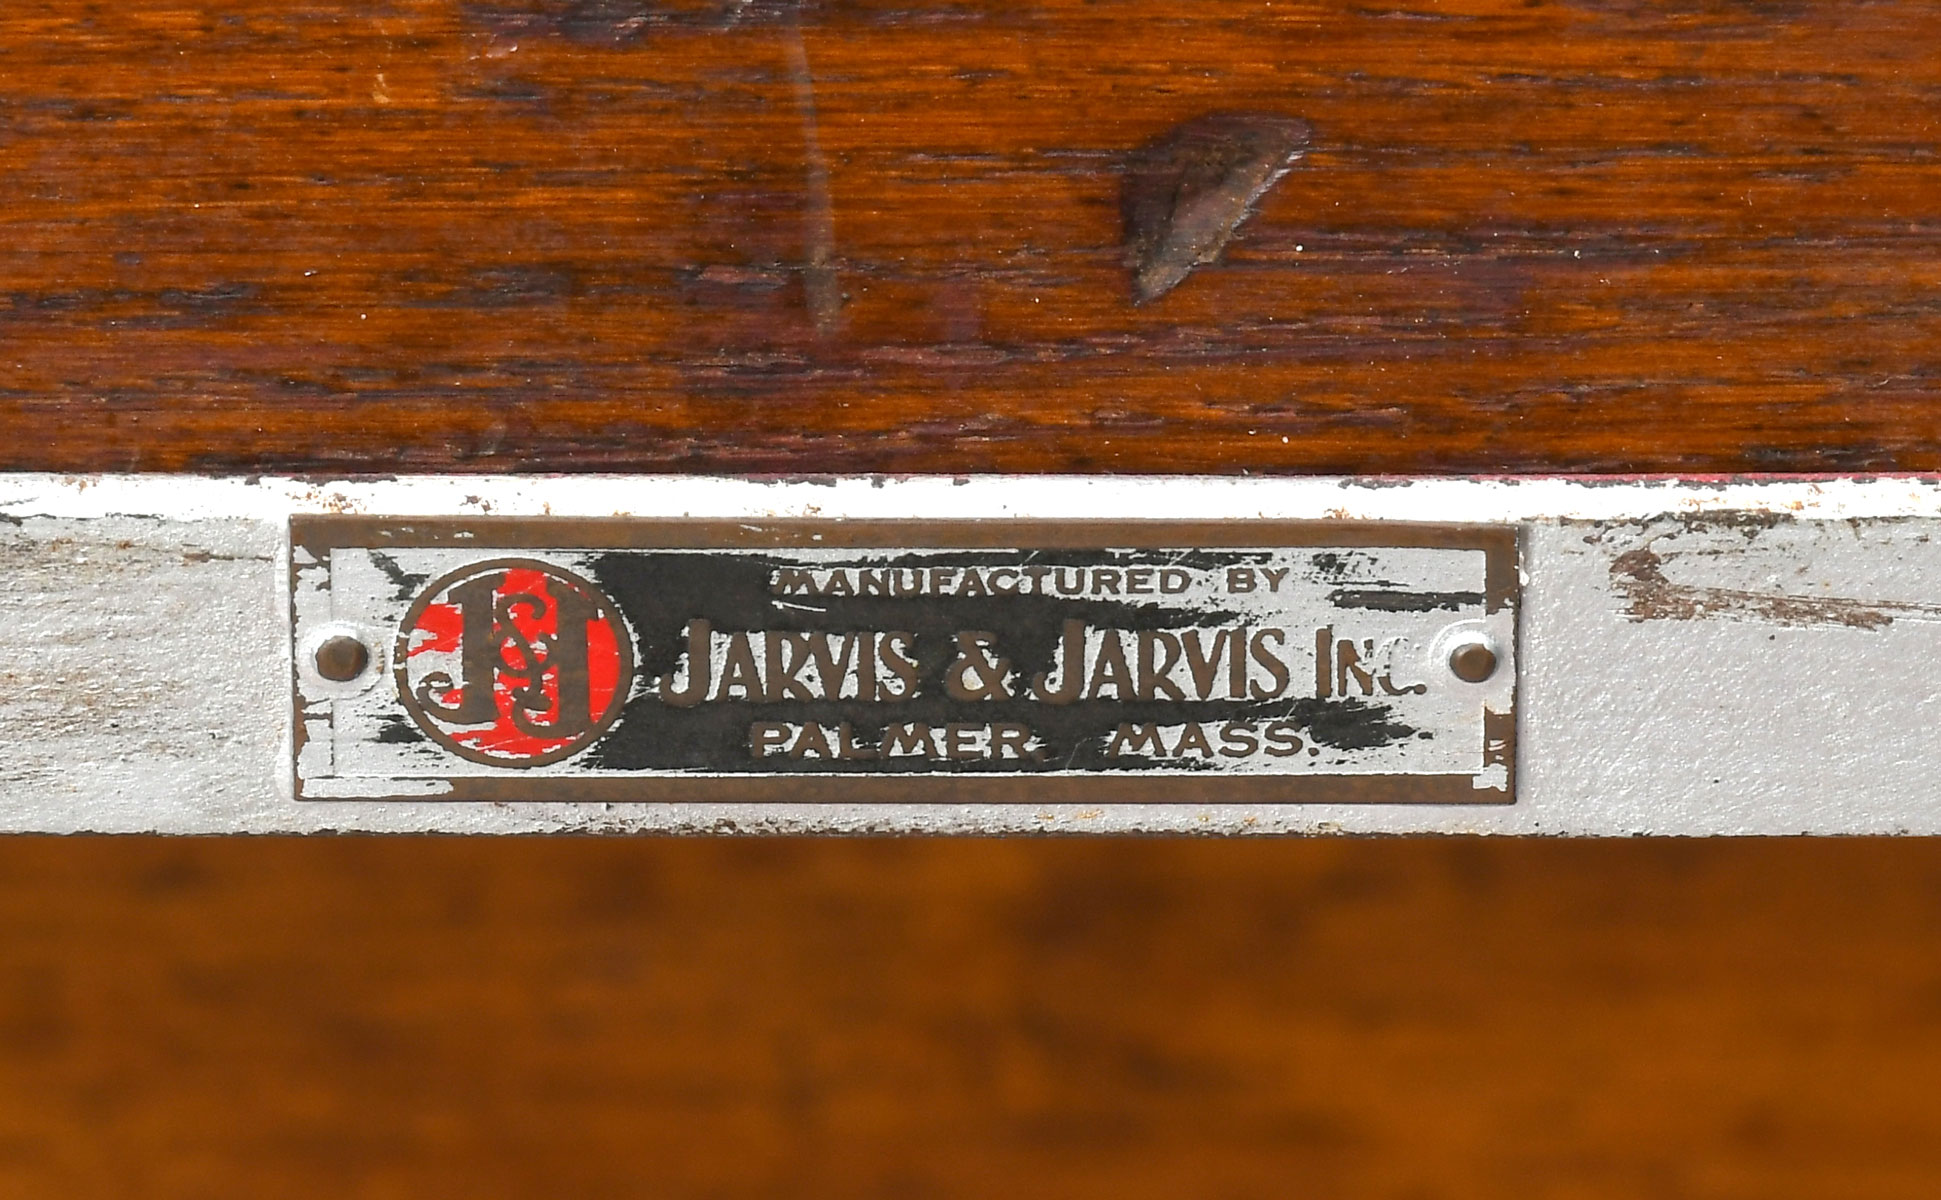 J&J
MANUFACTURED BY
JARVIS & JARVIS INC.
PALMER, MASS.